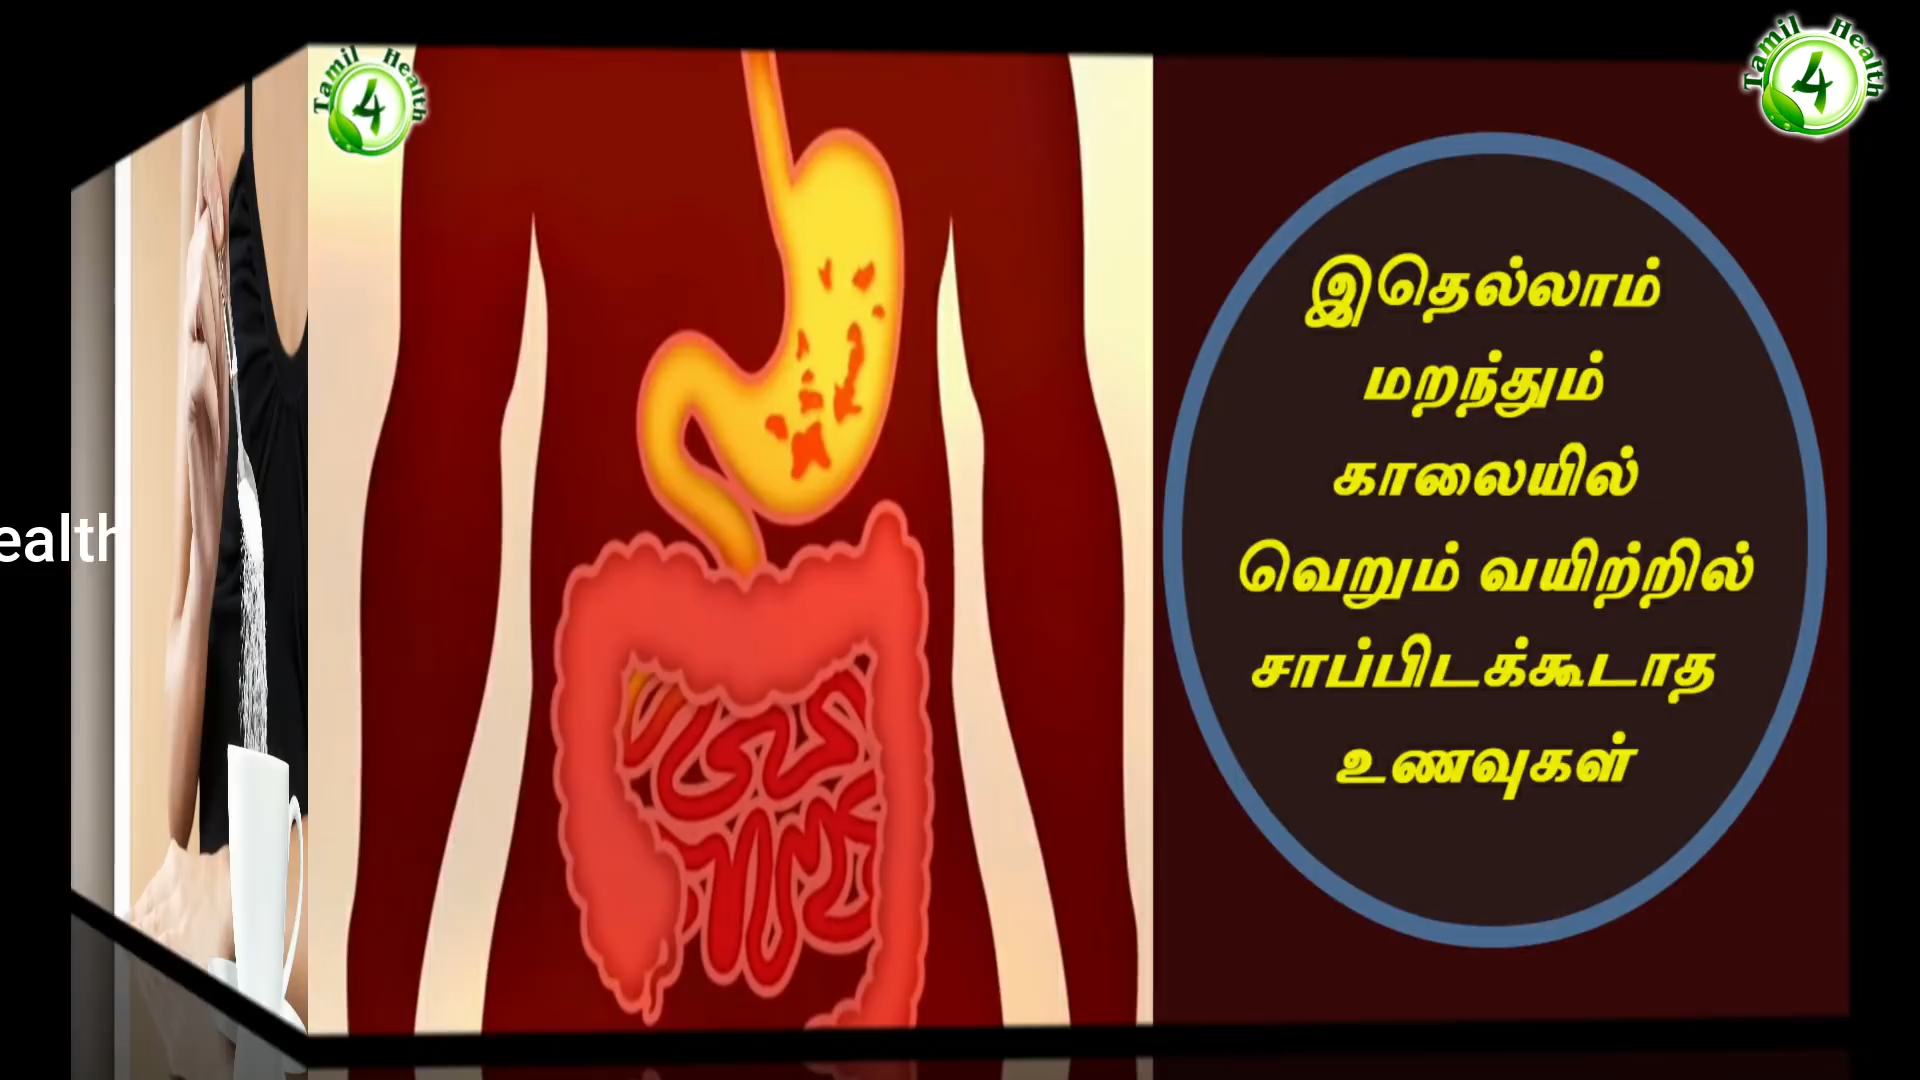 Tamil Health
4
Tamil Health
4
இதெல்லாம்
மறந்தும்
காலையில்
வெறும் வயிற்றில்
சாப்பிடக்கூடாத
உணவுகள்
ealth